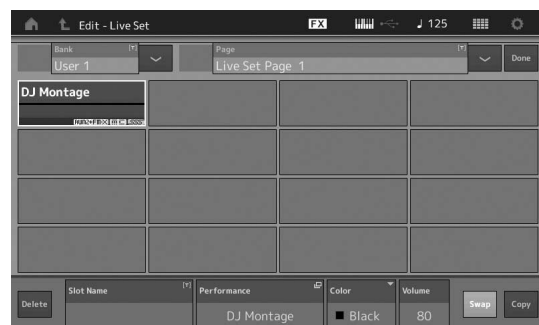 Edit - Live Set FX ♩ 125
Bank [T] Page [T]
User 1 Live Set Page 1 Done
DJ Montage
Slot Name [T] Performance Color Volume
Delete DJ Montage Black 80 Swap Copy